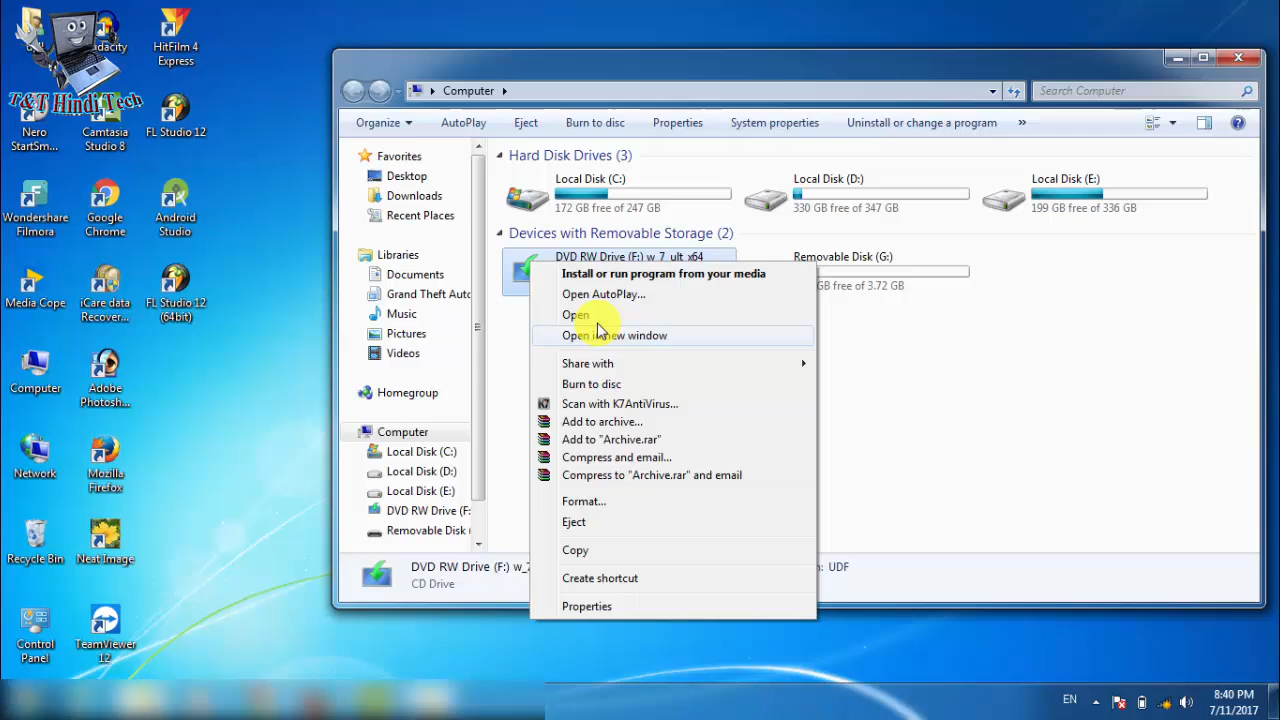 T&T Hindi Tech
HitFilm 4
Express
Nero
StartSm...
Camtasia
Studio 8
FL Studio 12
Wondershare
Filmora
Google
Chrome
Android
Studio
Media Cope
iCare data
Recover...
FL Studio 12
(64bit)
Computer
Adobe
Photosh...
Network
Mozilla
Firefox
Recycle Bin
Neat Image
Control
Panel
TeamViewer
12
Computer
Search Computer
Organize
AutoPlay
Eject
Burn to disc
Properties
System properties
Uninstall or change a program
»
Favorites
Desktop
Downloads
Recent Places
Libraries
Documents
Grand Theft Auto
Music
Pictures
Videos
Homegroup
Computer
Local Disk (C:)
Local Disk (D:)
Local Disk (E:)
DVD RW Drive (F:
Removable Disk (
Hard Disk Drives (3)
Local Disk (C:)
172 GB free of 247 GB
Local Disk (D:)
330 GB free of 347 GB
Local Disk (E:)
199 GB free of 336 GB
Devices with Removable Storage (2)
DVD RW Drive (F:) w_7_ult_x64
Removable Disk (G:)
of 3.72 GB
Install or run program from your media
Open AutoPlay...
Open
Open in new window
Share with
Burn to disc
K7 Scan with K7AntiVirus...
Add to archive...
Add to "Archive.rar"
Compress and email...
Compress to "Archive.rar" and email
Format...
Eject
Copy
Create shortcut
Properties
DVD RW Drive (F:) w_7
UDF
CD Drive
EN
8:40 PM
7/11/2017